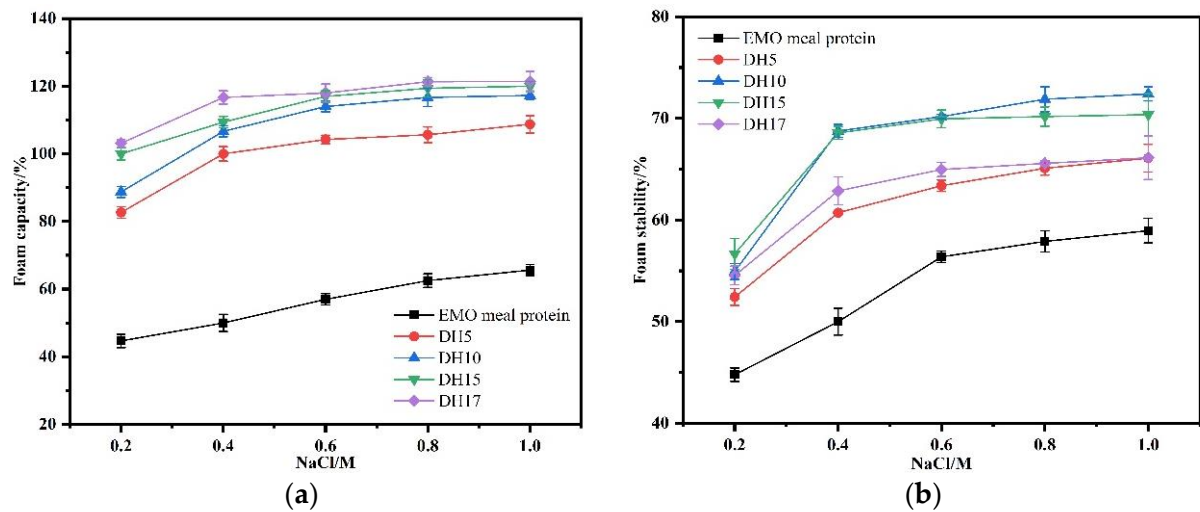 Foam capacity/%
140
120
100
80
60
40
20
EMO meal protein
DH5
DH10
DH15
DH17
0.2 0.4 0.6 0.8 1.0
NaCl/M
(a)
Foam stability/%
80
70
60
50
40
EMO meal protein
DH5
DH10
DH15
DH17
0.2 0.4 0.6 0.8 1.0
NaCl/M
(b)